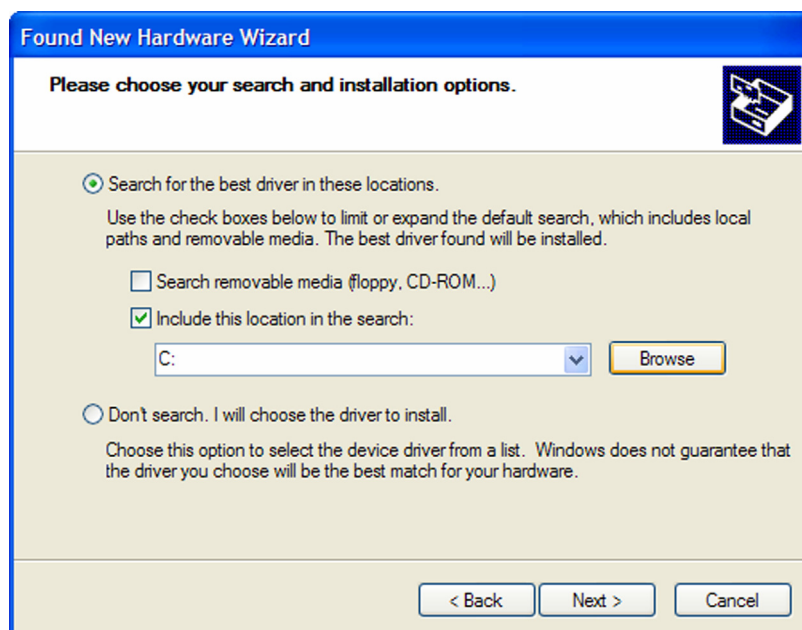 Found New Hardware Wizard
Please choose your search and installation options.
Search for the best driver in these locations.
Use the check boxes below to limit or expand the default search, which includes local
paths and removable media. The best driver found will be installed.
Search removable media (floppy, CD-ROM...)
Include this location in the search:
C:
Browse
Don't search. I will choose the driver to install.
Choose this option to select the device driver from a list. Windows does not guarantee that
the driver you choose will be the best match for your hardware.
< Back
Next >
Cancel